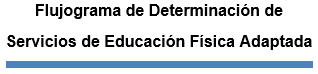 Flujograma de Determinación de
Servicios de Educación Física Adaptada